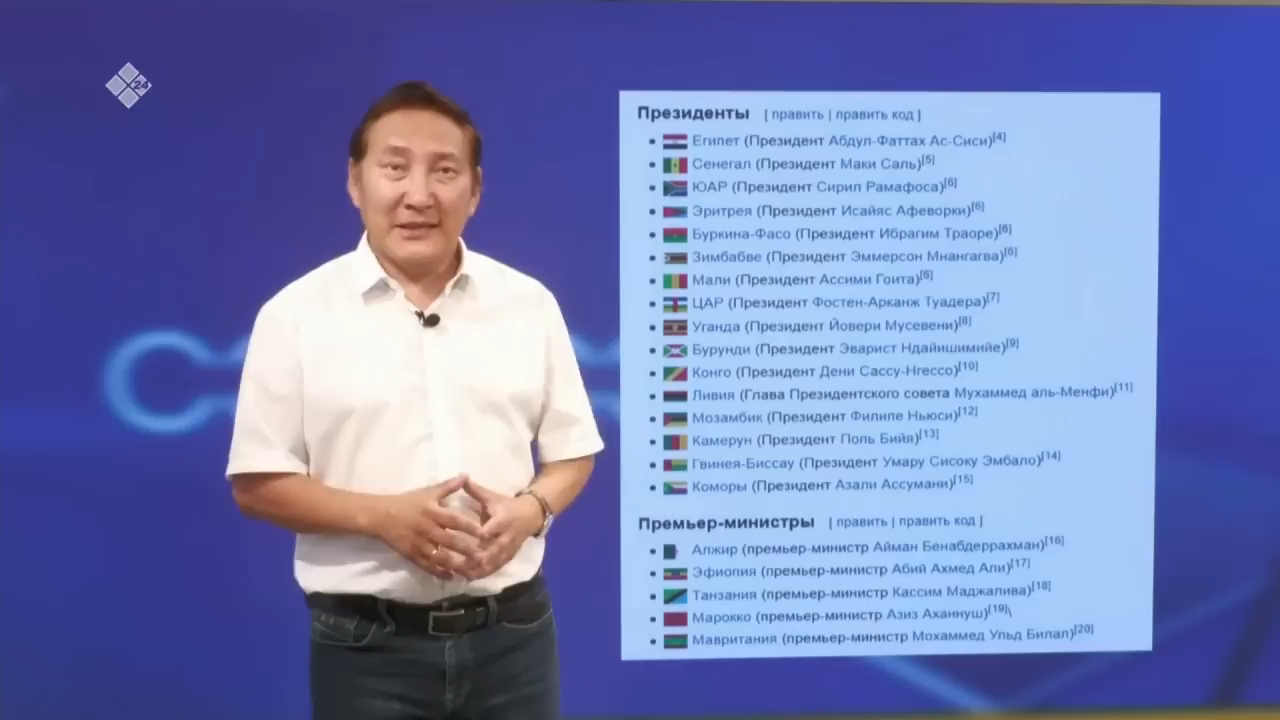 24
Президенты [ править | править код ]
Египет (Президент Абдул-Фаттах Ас-Сиси)[4]
Сенегал (Президент Маки Саль)[5]
ЮАР (Президент Сирил Рамафоса)[6]
Эритрея (Президент Исайяс Афеворки)[6]
Буркина-Фасо (Президент Ибрагим Траоре)[6]
Зимбабве (Президент Эммерсон Мнангагва)[6]
Мали (Президент Ассими Гоита)[6]
ЦАР (Президент Фостен-Арканж Туадера)[7]
Уганда (Президент Йовери Мусевени)[8]
Бурунди (Президент Эварист Ндайишимийе)[9]
Конго (Президент Дени Сассу-Нгессо)[10]
Ливия (Глава Президентского совета Мухаммед аль-Менфи)[11]
Мозамбик (Президент Филипе Ньюси)[12]
Камерун (Президент Поль Бийя)[13]
Гвинея-Биссау (Президент Умару Сисоку Эмбало)[14]
Коморы (Президент Азали Ассумани)[15]
Премьер-министры [ править | править код ]
Алжир (премьер-министр Айман Бенабдеррахман)[16]
Эфиопия (премьер-министр Абий Ахмед Али)[17]
Танзания (премьер-министр Кассим Маджалива)[18]
Марокко (премьер-министр Азиз Аханнуш)[19]\
Мавритания (премьер-министр Мохаммед Ульд Билал)[20]